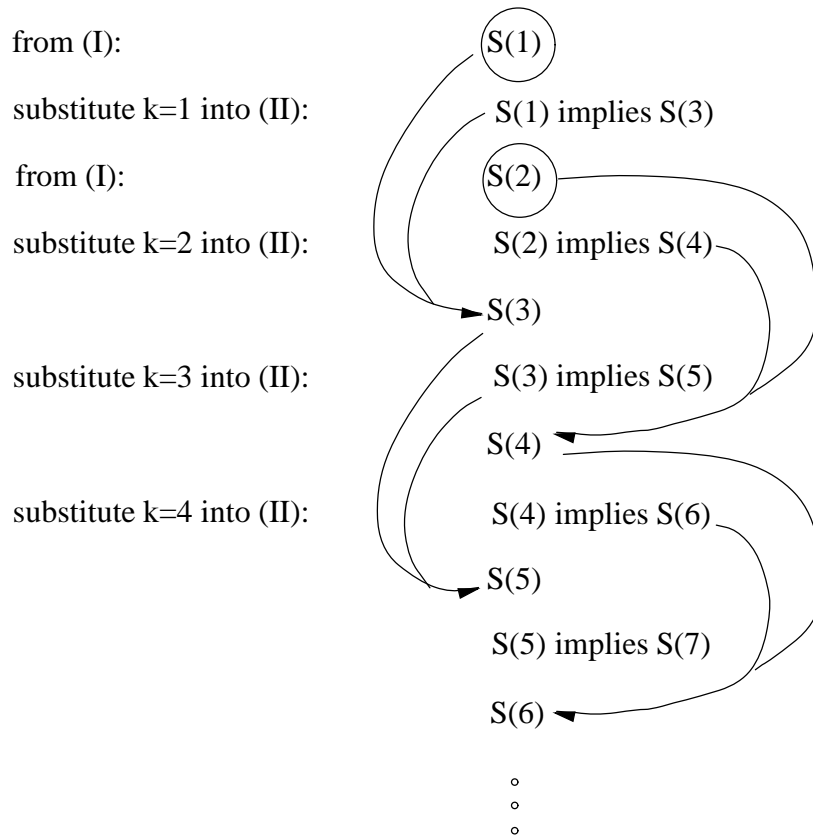 from (I): S(1)
substitute k=1 into (II): S(1) implies S(3)
from (I): S(2)
substitute k=2 into (II): S(2) implies S(4)
S(3)
substitute k=3 into (II): S(3) implies S(5)
S(4)
substitute k=4 into (II): S(4) implies S(6)
S(5)
S(5) implies S(7)
S(6)